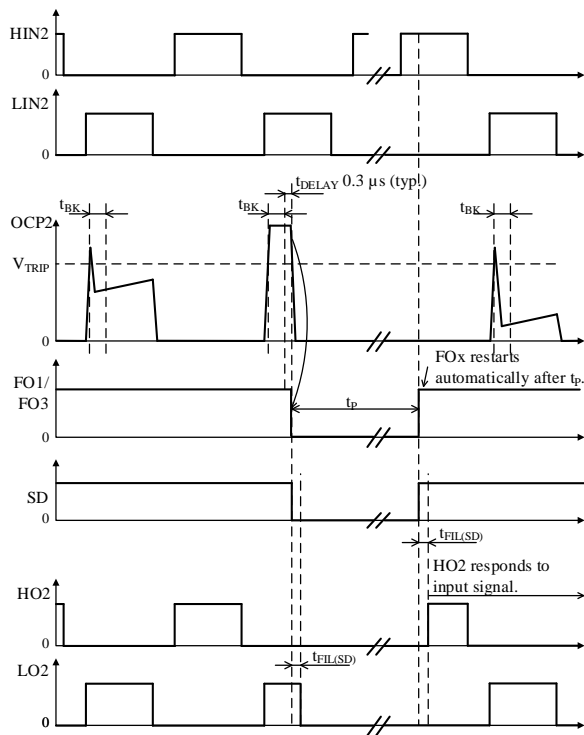 HIN2
0
LIN2
0
tDELAY 0.3 µs (typ.)
tBK
tBK
tBK
OCP2
VTRIP
0
FOx restarts
automatically after tP.
FO1/
FO3
tP
0
SD
0
tFIL(SD)
HO2 responds to
input signal.
HO2
0
tFIL(SD)
LO2
0